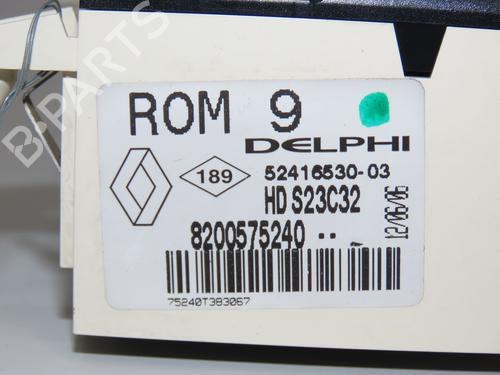 B-PARTS
ROM 9
DELPHI
189
52416530-03
HD S23C32
8200575240 --
12/06/06
75240T383067